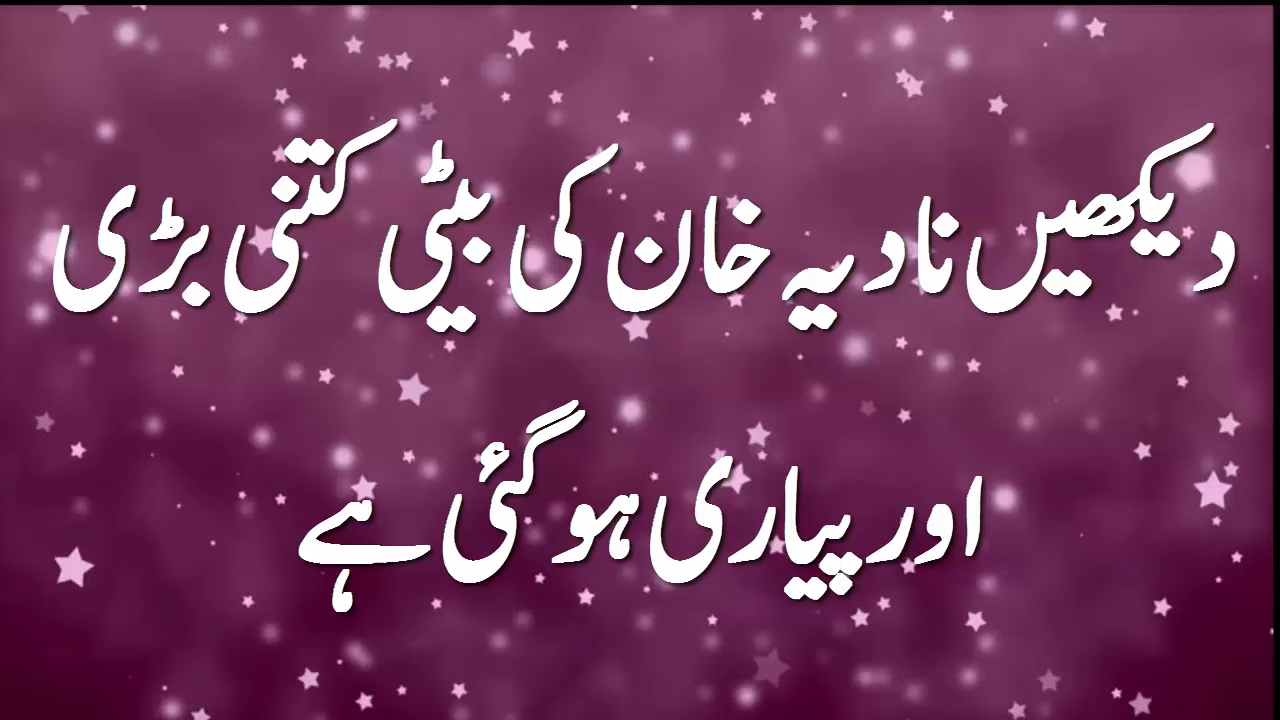 دیکھیں نادیہ خان کی بیٹی کتنی بڑی
اور پیاری ہو گئی ہے